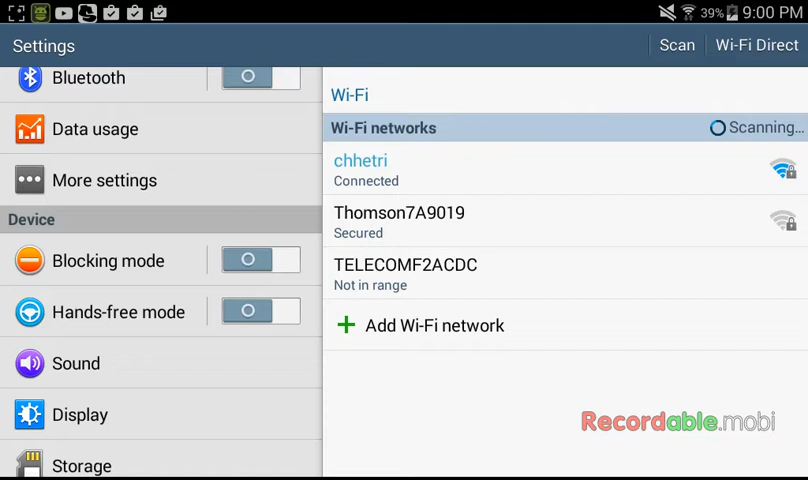 39% 9:00 PM
Settings
Scan
Wi-Fi Direct
Bluetooth
Data usage
More settings
Device
Blocking mode
Hands-free mode
Sound
Display
Storage
Wi-Fi
Wi-Fi networks
Scanning...
chhetri
Connected
Thomson7A9019
Secured
TELECOMF2ACDC
Not in range
Add Wi-Fi network
Recordable.mobi